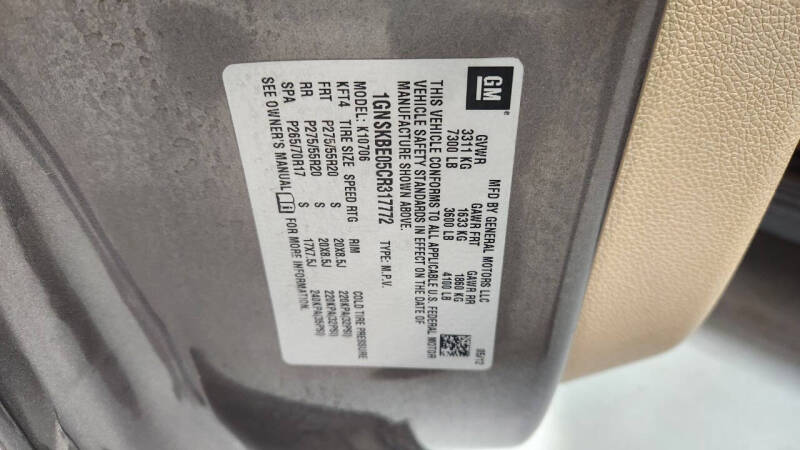 GM
MFD BY GENERAL MOTORS LLC
05/12
GVWR GAWR FRT GAWR RR
3311 KG 1633 KG 1860 KG
7300 LB 3600 LB 4100 LB
THIS VEHICLE CONFORMS TO ALL APPLICABLE U.S. FEDERAL MOTOR
VEHICLE SAFETY STANDARDS IN EFFECT ON THE DATE OF
MANUFACTURE SHOWN ABOVE.
1GNSKBE05CR317772 TYPE: M.P.V.
MODEL: K10706
KFT4 TIRE SIZE SPEED RTG RIM COLD TIRE PRESSURE
FRT P275/55R20 S 20X8.5J 220KPA(32PSI)
RR P275/55R20 S 20X8.5J 220KPA(32PSI)
SPA P265/70R17 S 17X7.5J 240KPA(35PSI)
SEE OWNER'S MANUAL FOR MORE INFORMATION.